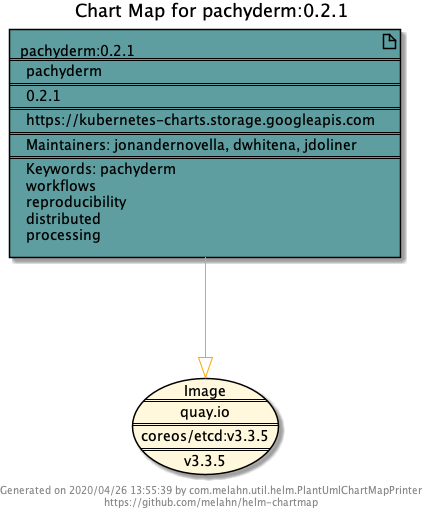 Chart Map for pachyderm:0.2.1
pachyderm:0.2.1
pachyderm
0.2.1
https://kubernetes-charts.storage.googleapis.com
Maintainers: jonandernovella, dwhitena, jdoliner
Keywords: pachyderm
workflows
reproducibility
distributed
processing
Image
quay.io
coreos/etcd:v3.3.5
v3.3.5
Generated on 2020/04/26 13:55:39 by com.melahn.util.helm.PlantUmlChartMapPrinter
https://github.com/melahn/helm-chartmap